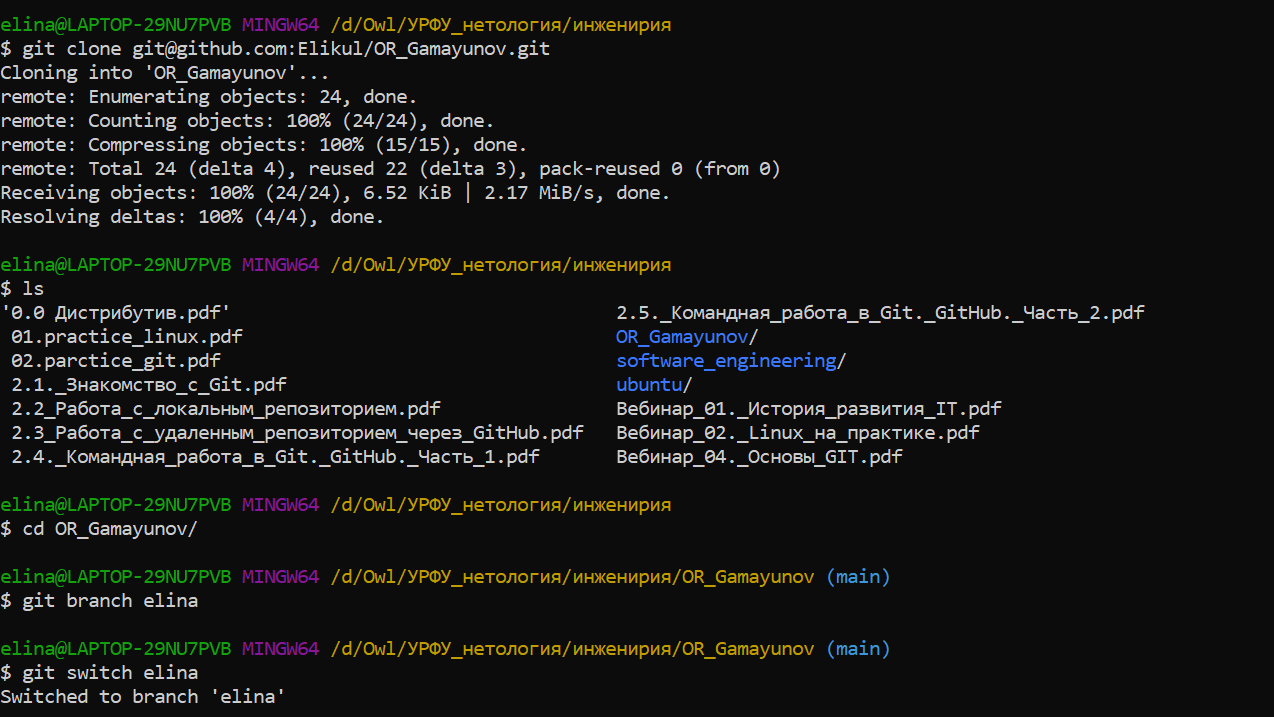 elina@LAPTOP-29NU7PVB MINGW64 /d/Owl/УРФУ_нетология/инженирия
$ git clone git@github.com:Elikul/OR_Gamayunov.git
Cloning into 'OR_Gamayunov'...
remote: Enumerating objects: 24, done.
remote: Counting objects: 100% (24/24), done.
remote: Compressing objects: 100% (15/15), done.
remote: Total 24 (delta 4), reused 22 (delta 3), pack-reused 0 (from 0)
Receiving objects: 100% (24/24), 6.52 KiB | 2.17 MiB/s, done.
Resolving deltas: 100% (4/4), done.
elina@LAPTOP-29NU7PVB MINGW64 /d/Owl/УРФУ_нетология/инженирия
$ ls
'0.0 Дистрибутив.pdf' 2.5._Командная_работа_в_Git._GitHub._Часть_2.pdf
01.practice_linux.pdf OR_Gamayunov/
02.parctice_git.pdf software_engineering/
2.1._Знакомство_с_Git.pdf ubuntu/
2.2_Работа_с_локальным_репозиторием.pdf Вебинар_01._История_развития_IT.pdf
2.3_Работа_с_удаленным_репозиторием_через_GitHub.pdf Вебинар_02._Linux_на_практике.pdf
2.4._Командная_работа_в_Git._GitHub._Часть_1.pdf Вебинар_04._Основы_GIT.pdf
elina@LAPTOP-29NU7PVB MINGW64 /d/Owl/УРФУ_нетология/инженирия
$ cd OR_Gamayunov/
elina@LAPTOP-29NU7PVB MINGW64 /d/Owl/УРФУ_нетология/инженирия/OR_Gamayunov (main)
$ git branch elina
elina@LAPTOP-29NU7PVB MINGW64 /d/Owl/УРФУ_нетология/инженирия/OR_Gamayunov (main)
$ git switch elina
Switched to branch 'elina'